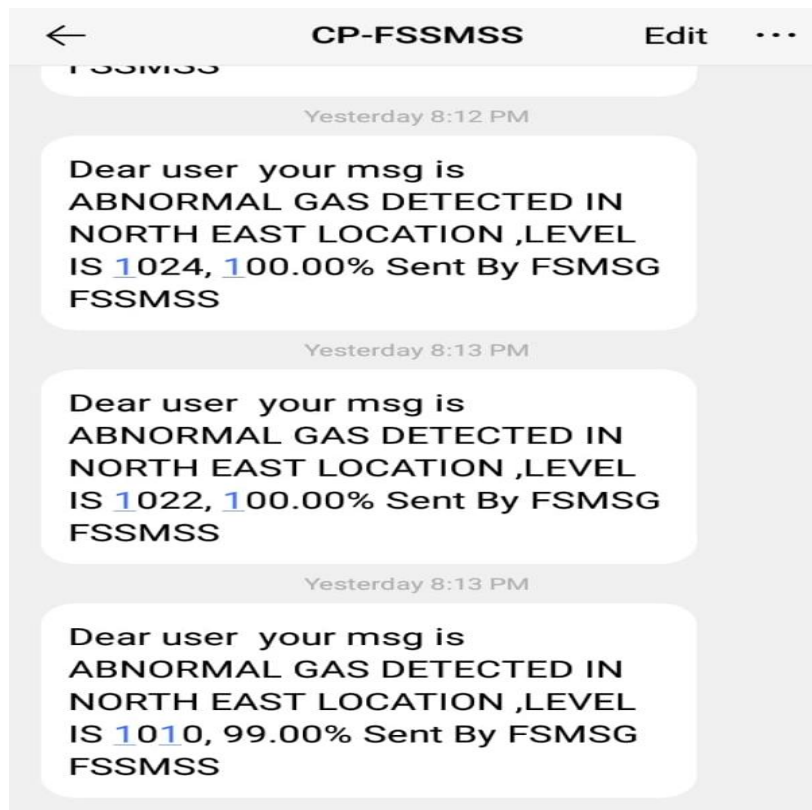 CP-FSSMSS Edit
FSSMSS
Yesterday 8:12 PM
Dear user your msg is
ABNORMAL GAS DETECTED IN
NORTH EAST LOCATION ,LEVEL
IS 1024, 100.00% Sent By FSMSG
FSSMSS
Yesterday 8:13 PM
Dear user your msg is
ABNORMAL GAS DETECTED IN
NORTH EAST LOCATION ,LEVEL
IS 1022, 100.00% Sent By FSMSG
FSSMSS
Yesterday 8:13 PM
Dear user your msg is
ABNORMAL GAS DETECTED IN
NORTH EAST LOCATION ,LEVEL
IS 1010, 99.00% Sent By FSMSG
FSSMSS